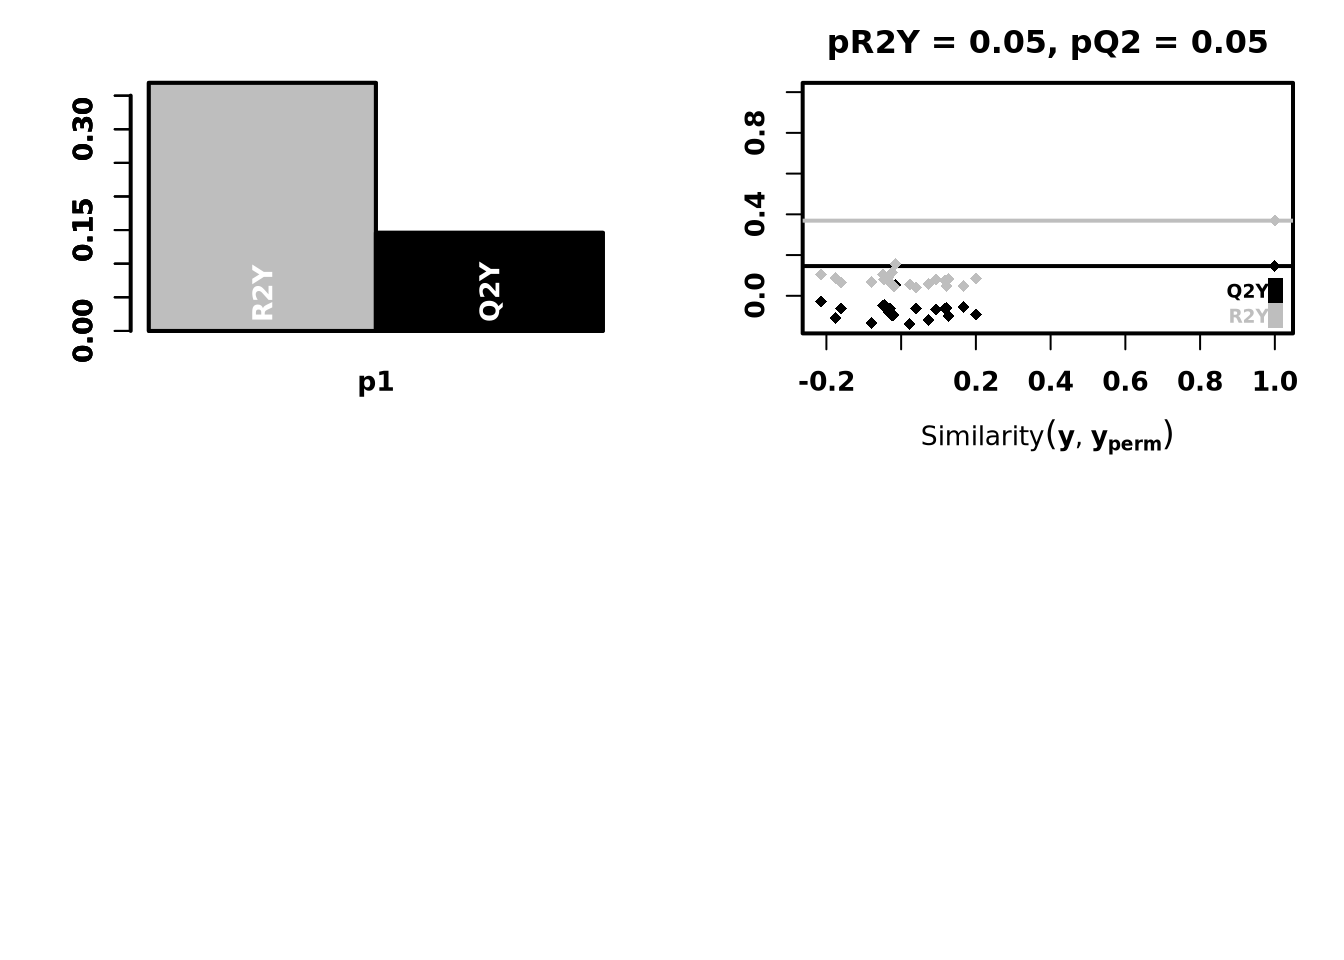 0.00 0.15 0.30
R2Y
Q2Y
p1
pR2Y = 0.05, pQ2 = 0.05
0.0 0.4 0.8
Q2Y
R2Y
-0.2 0.2 0.4 0.6 0.8 1.0
Similarity(y, yperm)